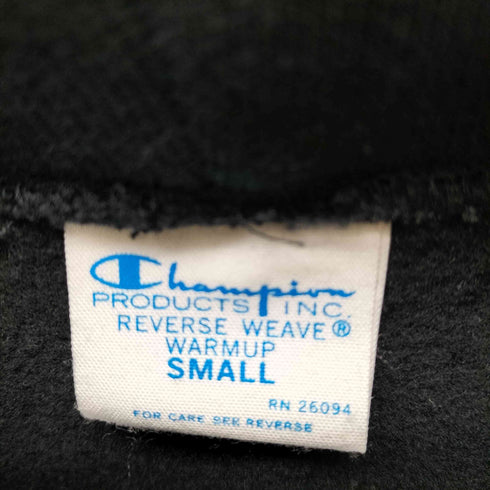 Champion
PRODUCTS INC.
REVERSE WEAVE®
WARMUP
SMALL
RN 26094
FOR CARE SEE REVERSE